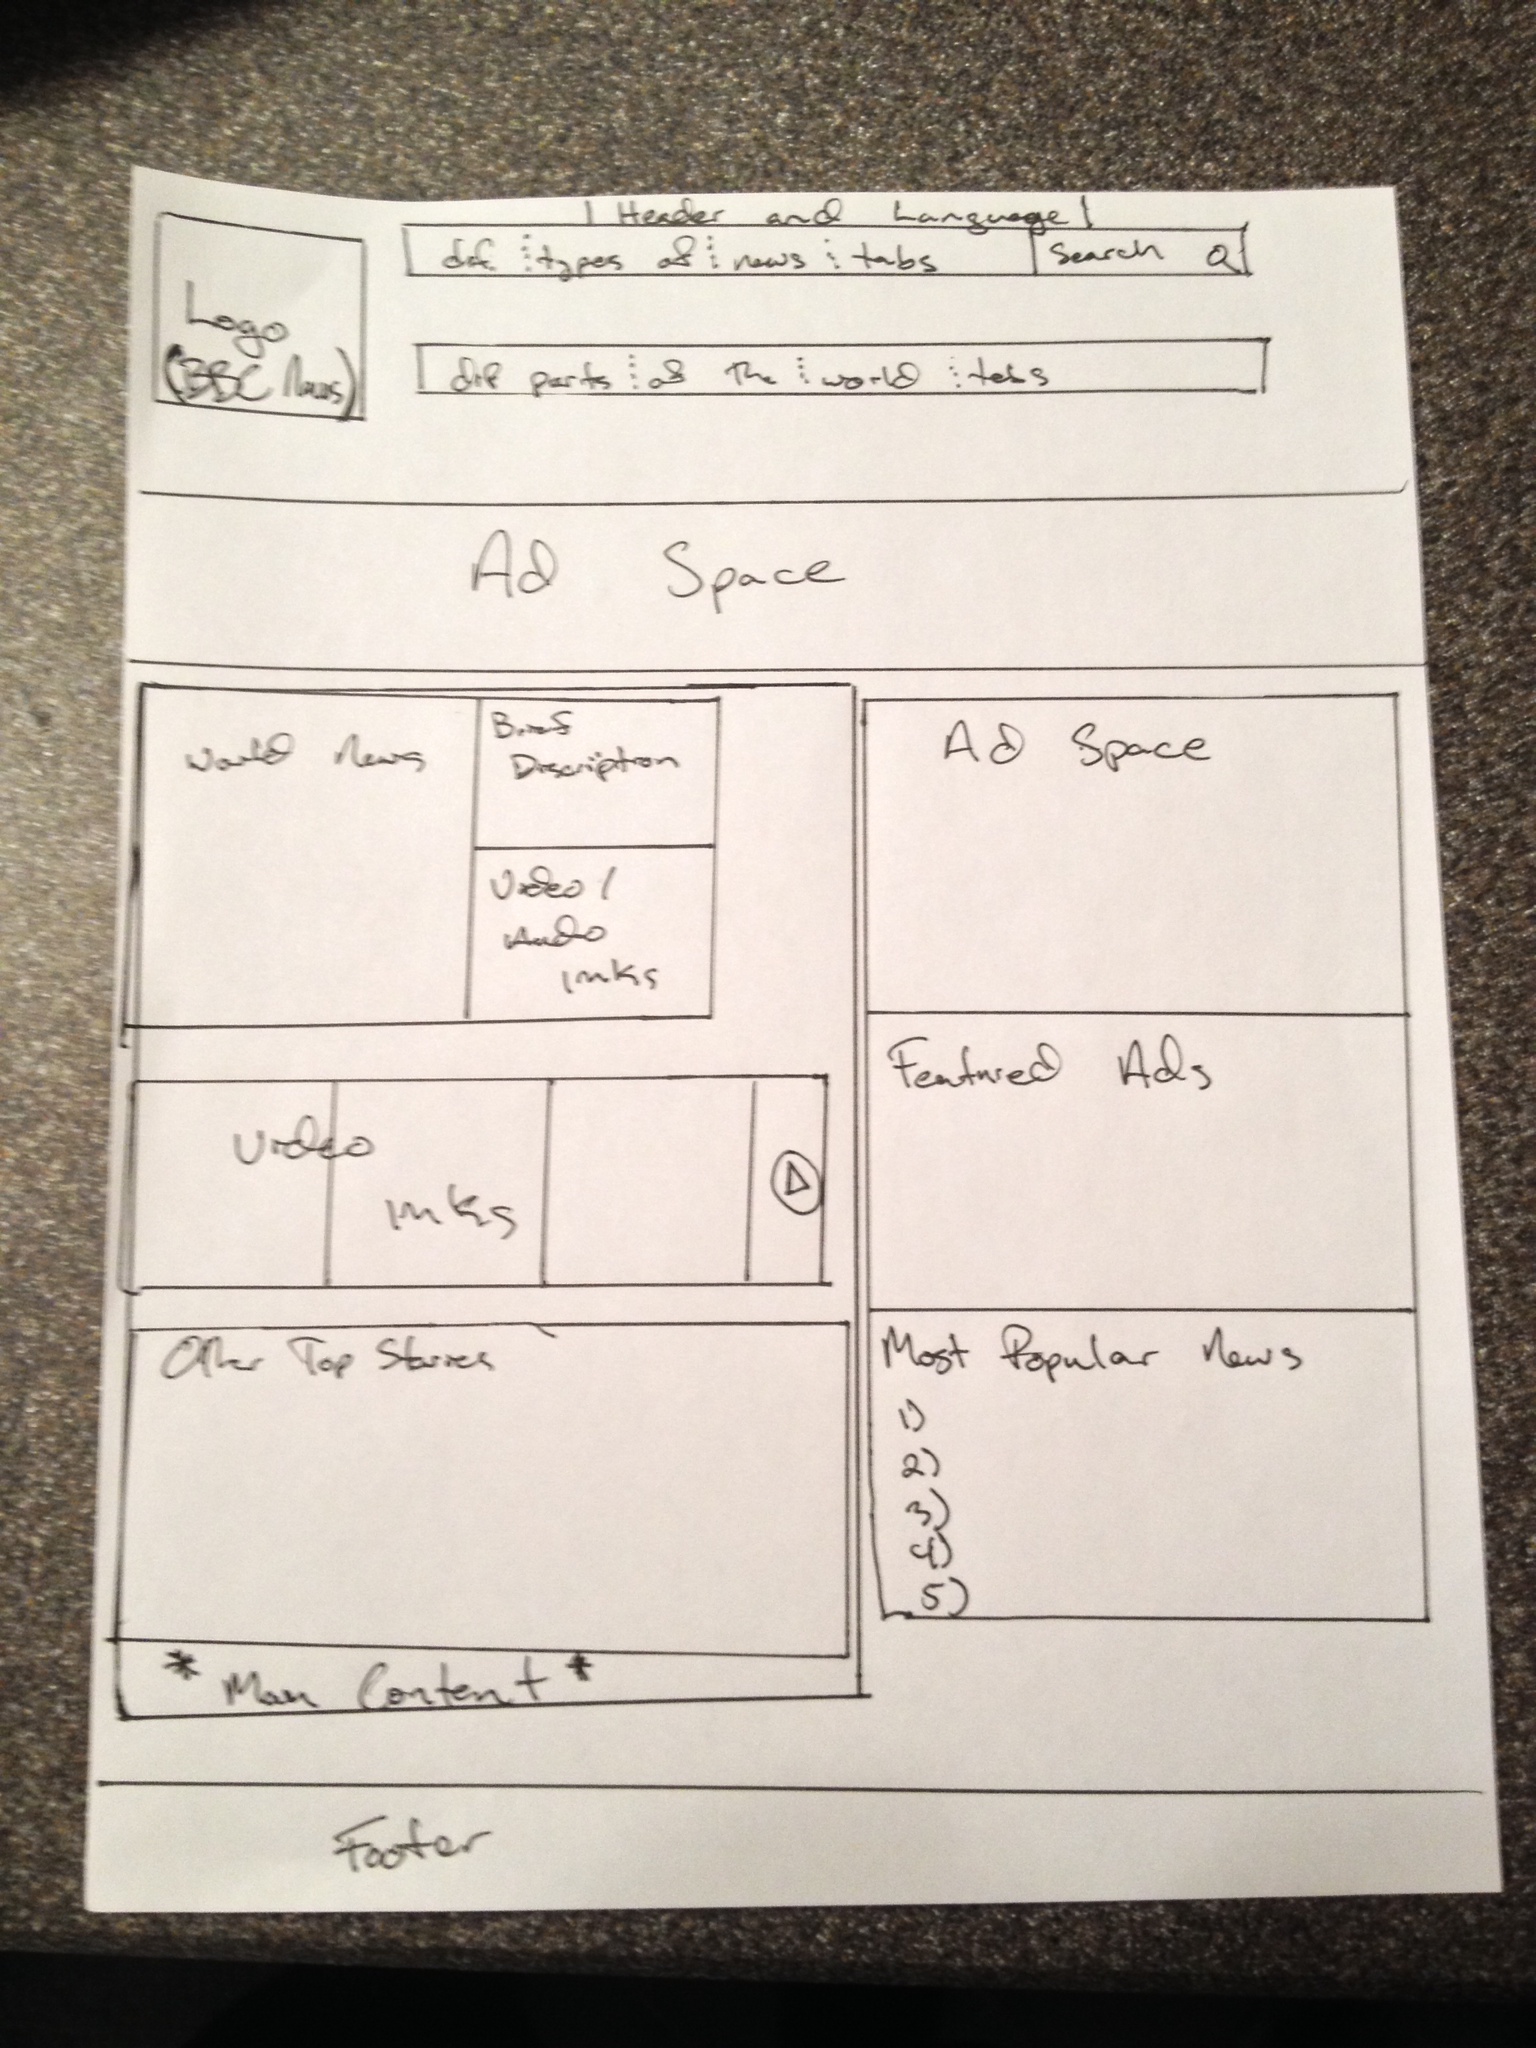 Header and Language
dif. types of news tabs
Search
Logo
(BBC News)
dif parts of the world tabs
Ad Space
World News
Brief
Discription
Video /
Audio
links
Video
links
Other Top Stories
* Main Content *
Ad Space
Featured Ads
Most Popular News
1)
2)
3)
4)
5)
Footer